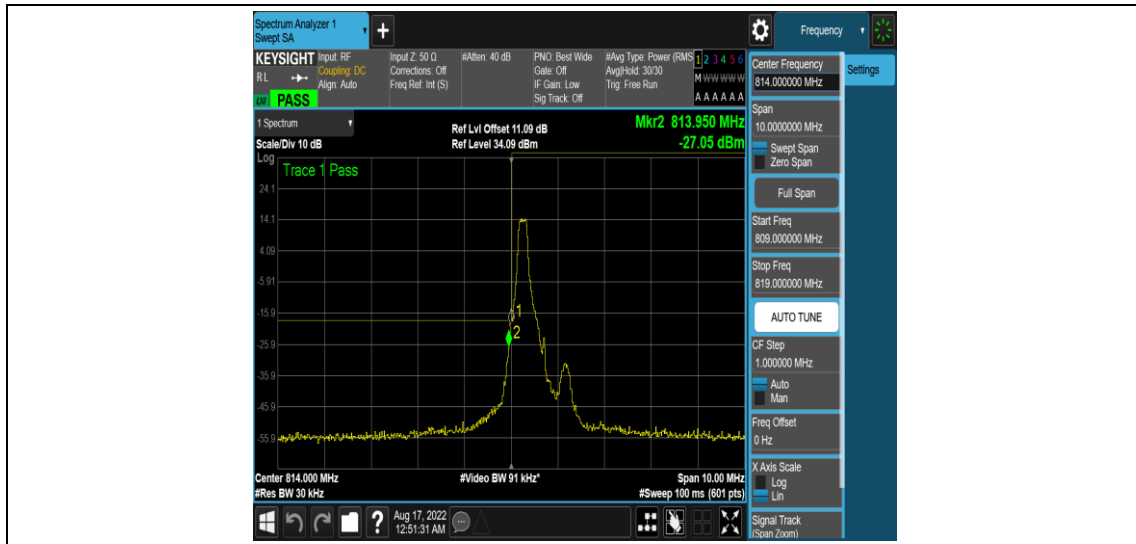 Spectrum Analyzer 1
Swept SA
+
Frequency
KEYSIGHT
RL
PASS
Input: RF
Coupling: DC
Align: Auto
Input Z: 50 Ω
Corrections: Off
Freq Ref: Int (S)
#Atten: 40 dB
PNO: Best Wide
Gate: Off
IF Gain: Low
Sig Track: Off
#Avg Type: Power (RMS
Avg|Hold: 30/30
Trig: Free Run
1 2 3 4 5 6
M W W W W W
A A A A A A
1 Spectrum
Scale/Div 10 dB
Ref Lvl Offset 11.09 dB
Ref Level 34.09 dBm
Mkr2 813.950 MHz
-27.05 dBm
Log
Trace 1 Pass
24.1
14.1
4.09
-5.91
-15.9
-25.9
-35.9
-45.9
-55.9
1
2
Center 814.000 MHz
#Res BW 30 kHz
#Video BW 91 kHz*
Span 10.00 MHz
#Sweep 100 ms (601 pts)
Center Frequency
814.000000 MHz
Settings
Span
10.0000000 MHz
Swept Span
Zero Span
Full Span
Start Freq
809.000000 MHz
Stop Freq
819.000000 MHz
AUTO TUNE
CF Step
1.000000 MHz
Auto
Man
Freq Offset
0 Hz
X Axis Scale
Log
Lin
Signal Track
(Span Zoom)
?
Aug 17, 2022
12:51:31 AM